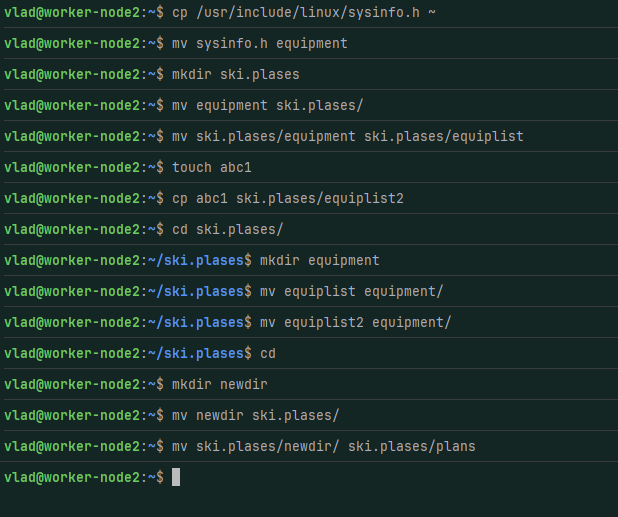 vlad@worker-node2:~$ cp /usr/include/linux/sysinfo.h ~
vlad@worker-node2:~$ mv sysinfo.h equipment
vlad@worker-node2:~$ mkdir ski.plases
vlad@worker-node2:~$ mv equipment ski.plases/
vlad@worker-node2:~$ mv ski.plases/equipment ski.plases/equiplist
vlad@worker-node2:~$ touch abc1
vlad@worker-node2:~$ cp abc1 ski.plases/equiplist2
vlad@worker-node2:~$ cd ski.plases/
vlad@worker-node2:~/ski.plases$ mkdir equipment
vlad@worker-node2:~/ski.plases$ mv equiplist equipment/
vlad@worker-node2:~/ski.plases$ mv equiplist2 equipment/
vlad@worker-node2:~/ski.plases$ cd
vlad@worker-node2:~$ mkdir newdir
vlad@worker-node2:~$ mv newdir ski.plases/
vlad@worker-node2:~$ mv ski.plases/newdir/ ski.plases/plans
vlad@worker-node2:~$